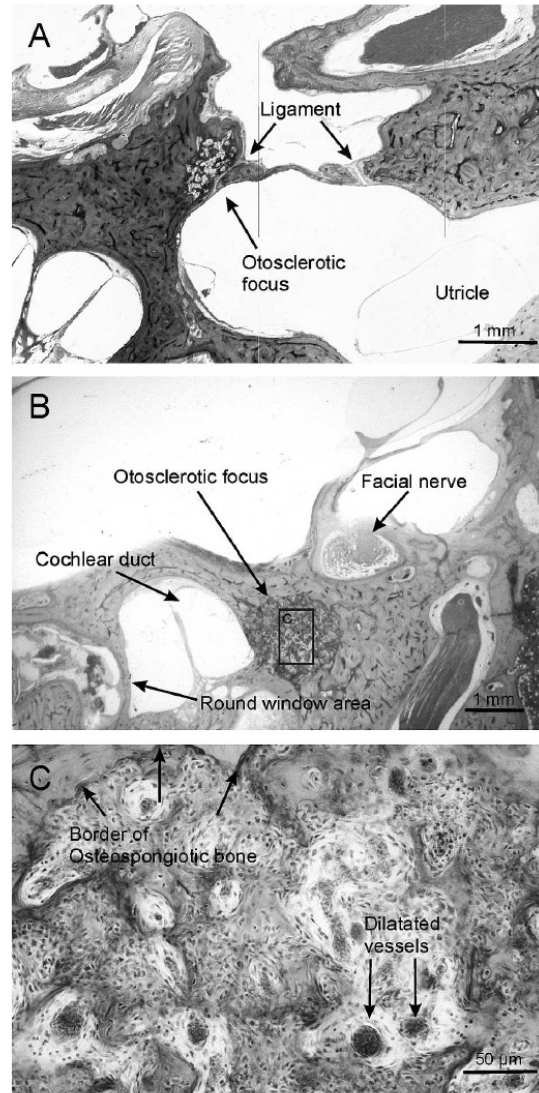 A
Ligament
Otosclerotic
focus
Utricle
1 mm
B
Otosclerotic focus
Facial nerve
Cochlear duct
C
Round window area
1 mm
C
Border of
Osteospongiotic bone
Dilatated
vessels
50 µm